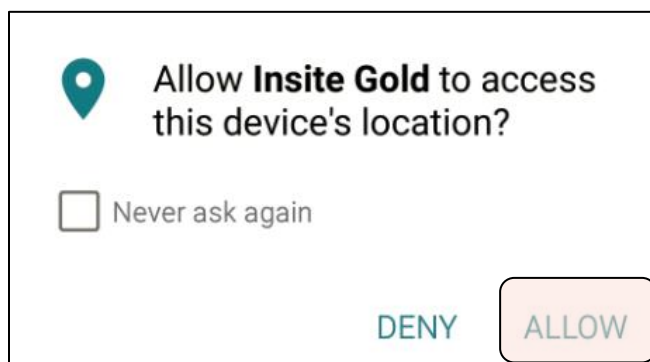 Allow Insite Gold to access
this device's location?
Never ask again
DENY ALLOW